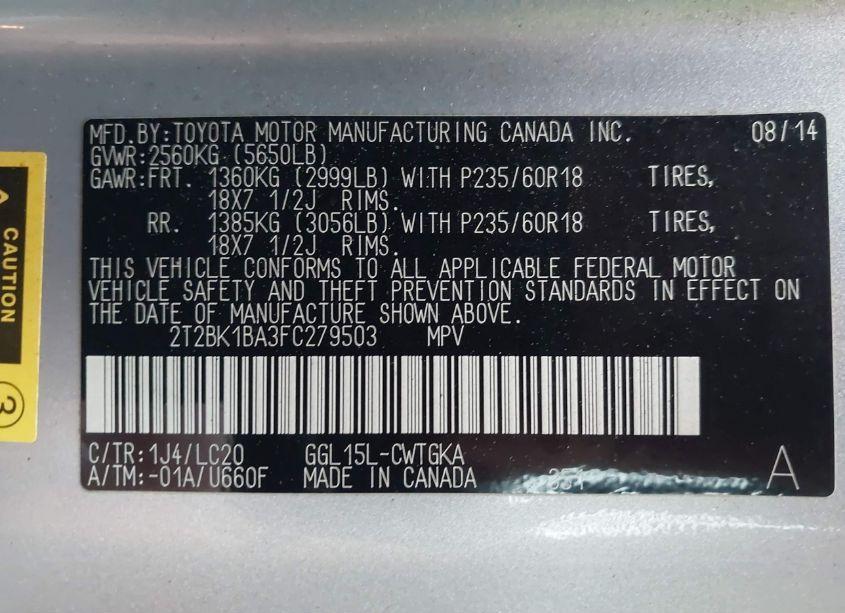 MFD.BY:TOYOTA MOTOR MANUFACTURING CANADA INC. 08/14
GVWR:2560KG (5650LB)
GAWR:FRT. 1360KG (2999LB) WITH P235/60R18 TIRES,
18X7 1/2J RIMS.
RR. 1385KG (3056LB) WITH P235/60R18 TIRES,
18X7 1/2J RIMS.
THIS VEHICLE CONFORMS TO ALL APPLICABLE FEDERAL MOTOR
VEHICLE SAFETY AND THEFT PREVENTION STANDARDS IN EFFECT ON
THE DATE OF MANUFACTURE SHOWN ABOVE.
2T2BK1BA3FC279503 MPV
C/TR:1J4/LC20 GGL15L-CWTGKA
A/TM:-01A/U660F MADE IN CANADA A
CAUTION
3